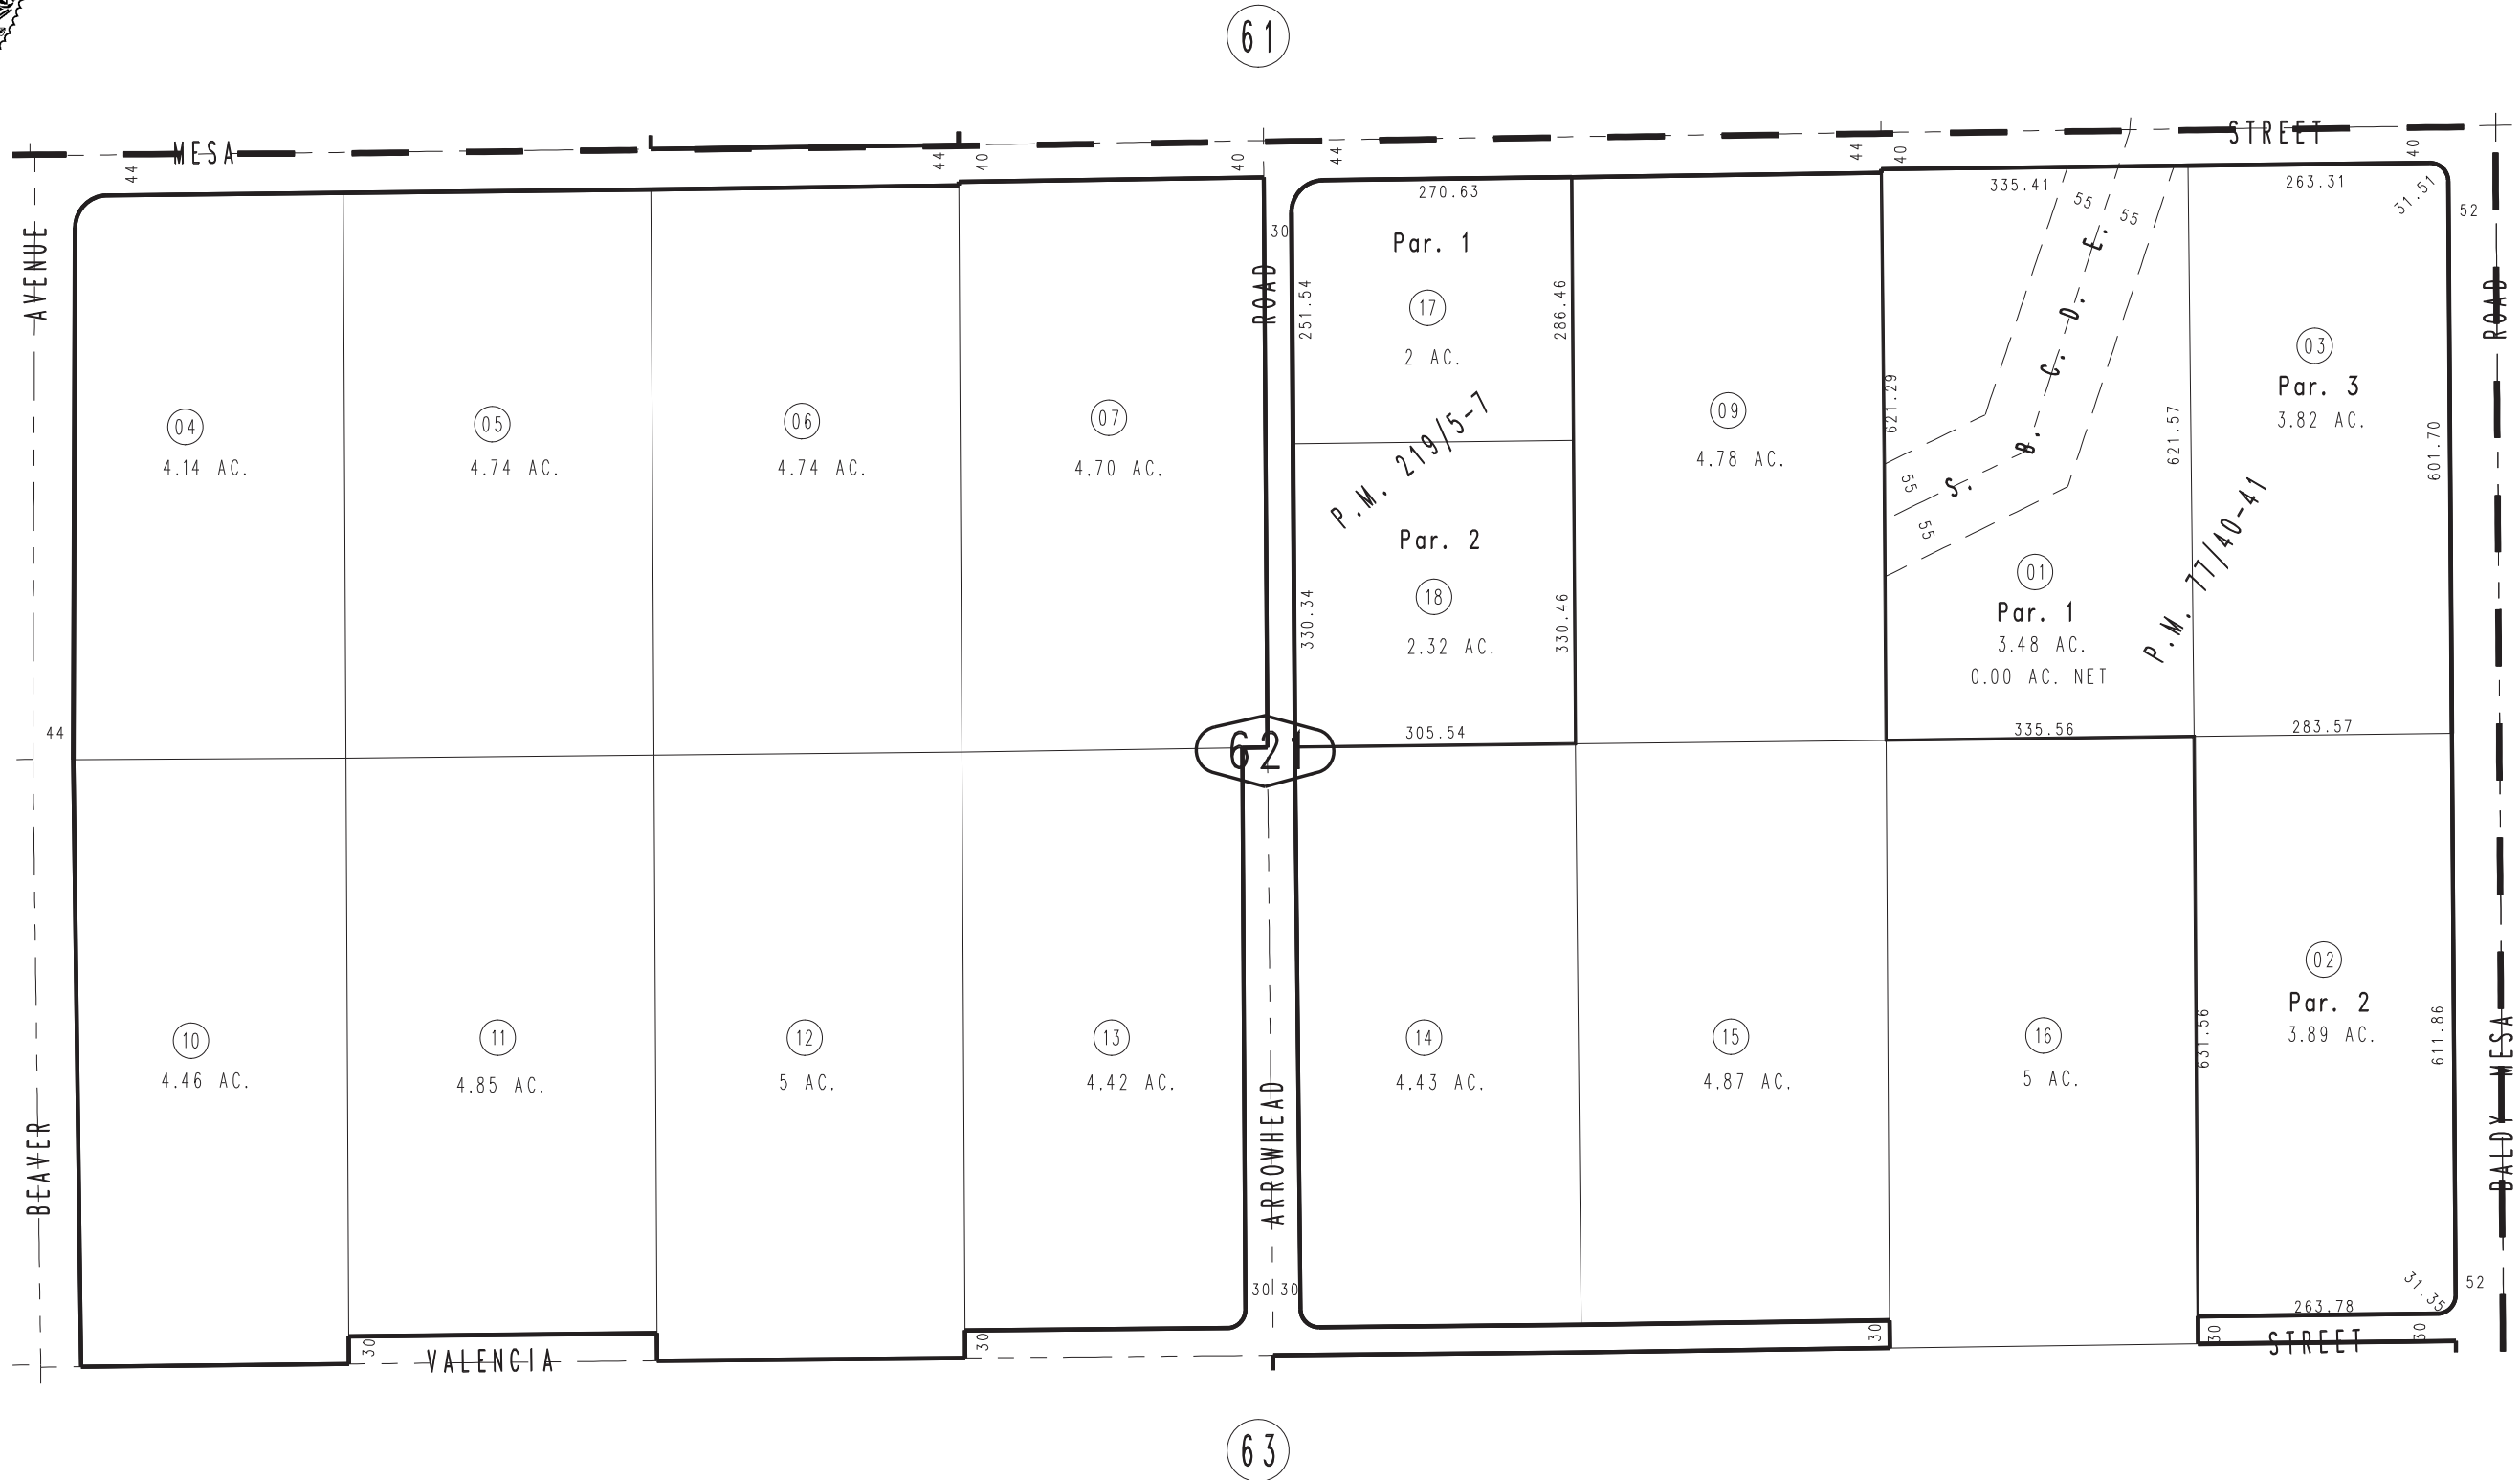 61
MESA
STREET
44
44
40
40
44
44
40
40
270.63
335.41
263.31
31.51
52
55
55
AVENUE
ROAD
30
ROAD
Par. 1
17
2 AC.
251.54
286.46
P.M. 219/5-7
S. B. C. D. E.
03
Par. 3
3.82 AC.
04
4.14 AC.
05
4.74 AC.
06
4.74 AC.
07
4.70 AC.
09
4.78 AC.
621.29
621.57
601.70
55
55
P.M. 77/40-41
Par. 2
18
2.32 AC.
330.34
330.46
01
Par. 1
3.48 AC.
0.00 AC. NET
44
305.54
335.56
283.57
621
02
Par. 2
3.89 AC.
631.56
611.86
10
4.46 AC.
11
4.85 AC.
12
5 AC.
13
4.42 AC.
14
4.43 AC.
15
4.87 AC.
16
5 AC.
BEAVER
ARROWHEAD
BALDY MESA
30 30
31.35
52
263.78
30
30
30
30
30
VALENCIA
STREET
63